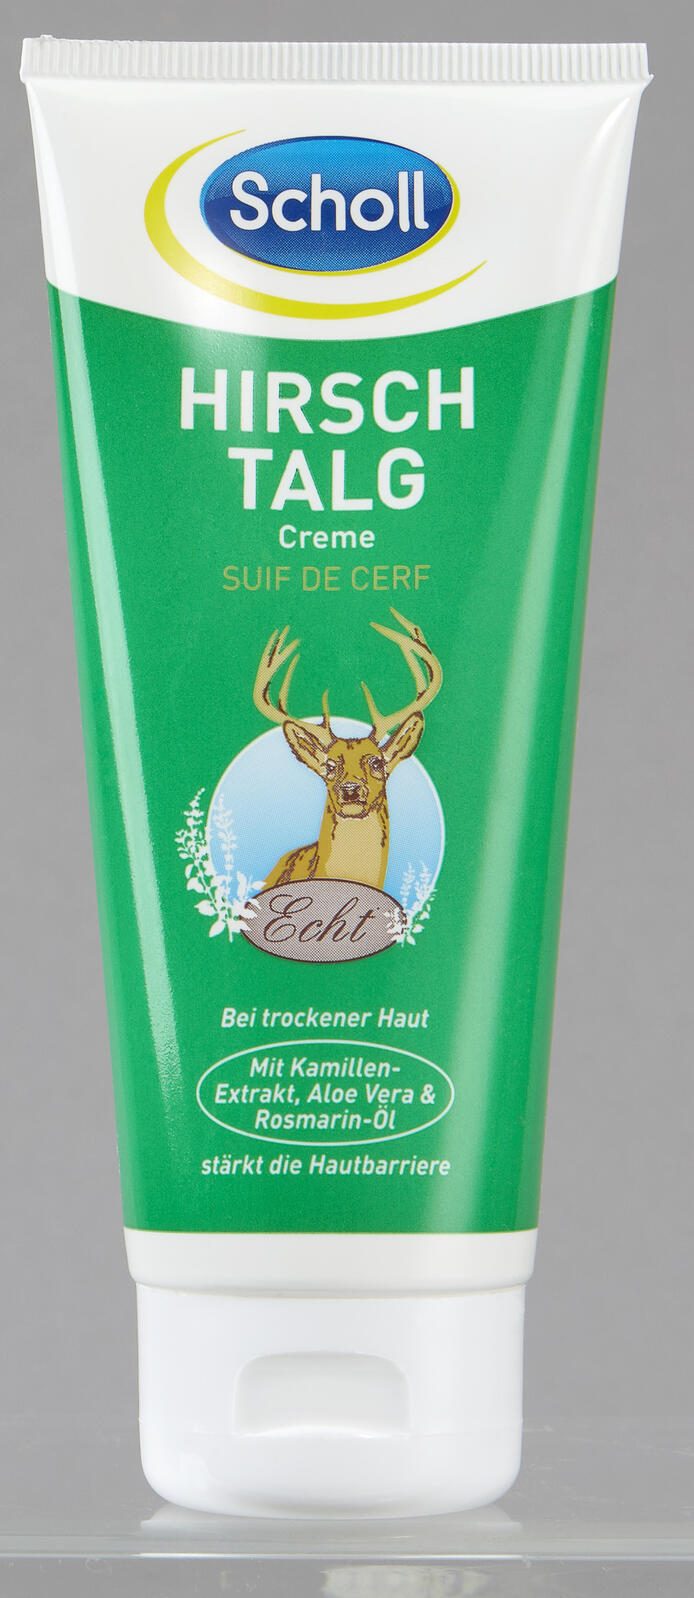 Scholl
HIRSCH
TALG
Creme
SUIF DE CERF
Echt
Bei trockener Haut
Mit Kamillen-
Extrakt, Aloe Vera &
Rosmarin-Öl
stärkt die Hautbarriere